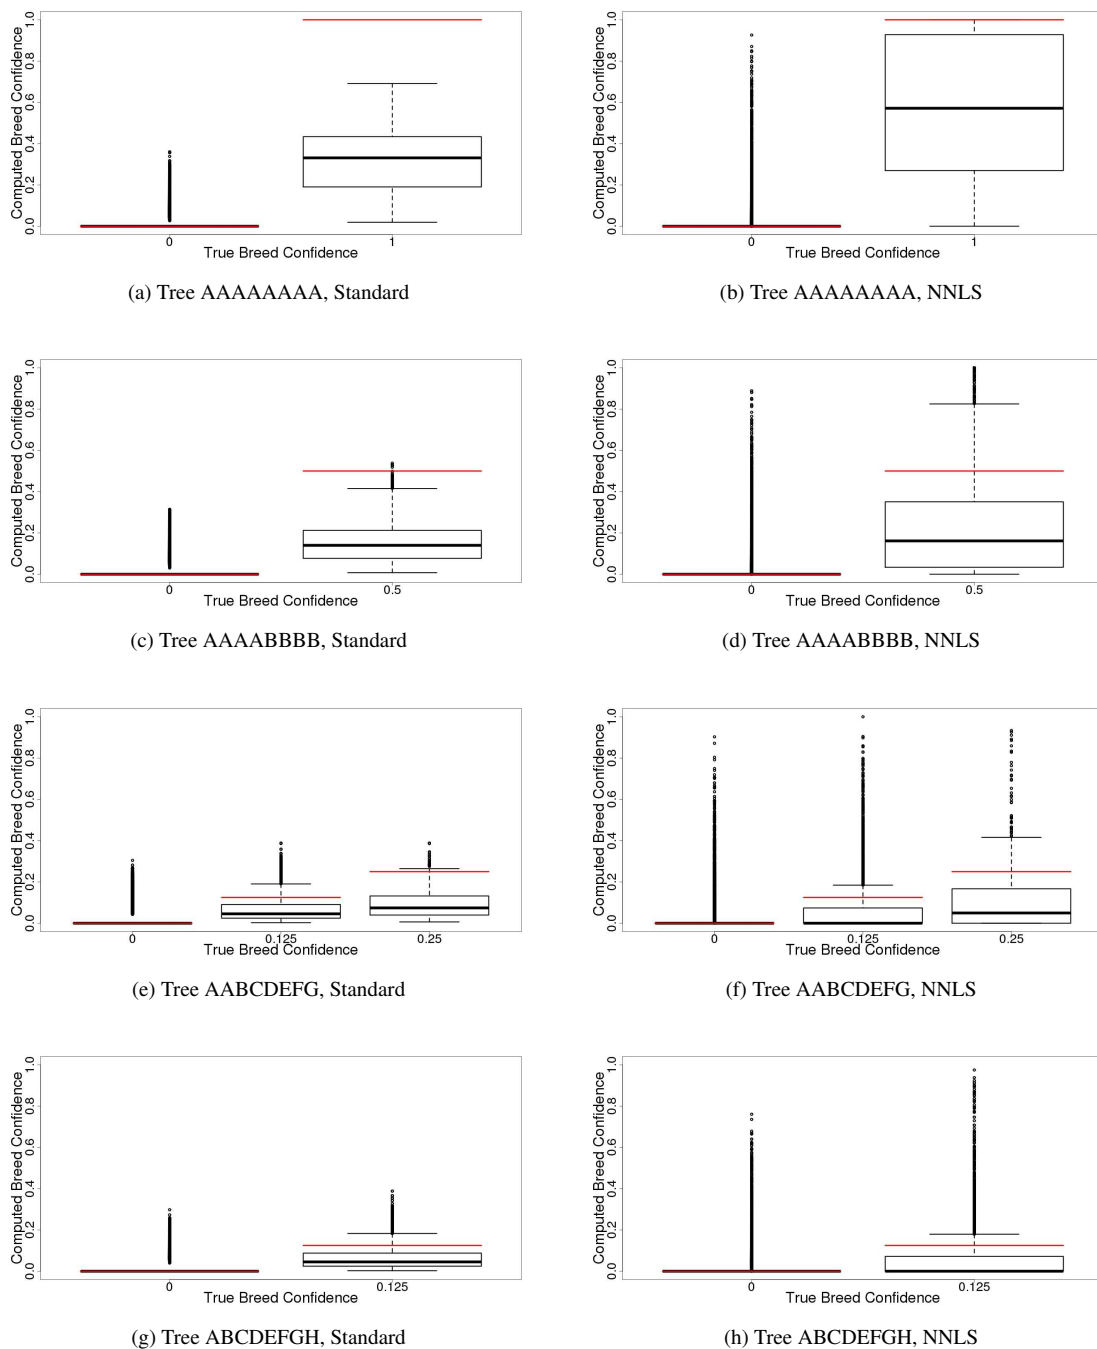 Computed Breed Confidence
0.0 0.2 0.4 0.6 0.8 1.0
0 1
True Breed Confidence
(a) Tree AAAAAAAA, Standard
Computed Breed Confidence
0.0 0.2 0.4 0.6 0.8 1.0
0 1
True Breed Confidence
(b) Tree AAAAAAAA, NNLS
Computed Breed Confidence
0.0 0.2 0.4 0.6 0.8 1.0
0 0.5
True Breed Confidence
(c) Tree AAAABBBB, Standard
Computed Breed Confidence
0.0 0.2 0.4 0.6 0.8 1.0
0 0.5
True Breed Confidence
(d) Tree AAAABBBB, NNLS
Computed Breed Confidence
0.0 0.2 0.4 0.6 0.8 1.0
0 0.125 0.25
True Breed Confidence
(e) Tree AABCDEFG, Standard
Computed Breed Confidence
0.0 0.2 0.4 0.6 0.8 1.0
0 0.125 0.25
True Breed Confidence
(f) Tree AABCDEFG, NNLS
Computed Breed Confidence
0.0 0.2 0.4 0.6 0.8 1.0
0 0.125
True Breed Confidence
(g) Tree ABCDEFGH, Standard
Computed Breed Confidence
0.0 0.2 0.4 0.6 0.8 1.0
0 0.125
True Breed Confidence
(h) Tree ABCDEFGH, NNLS